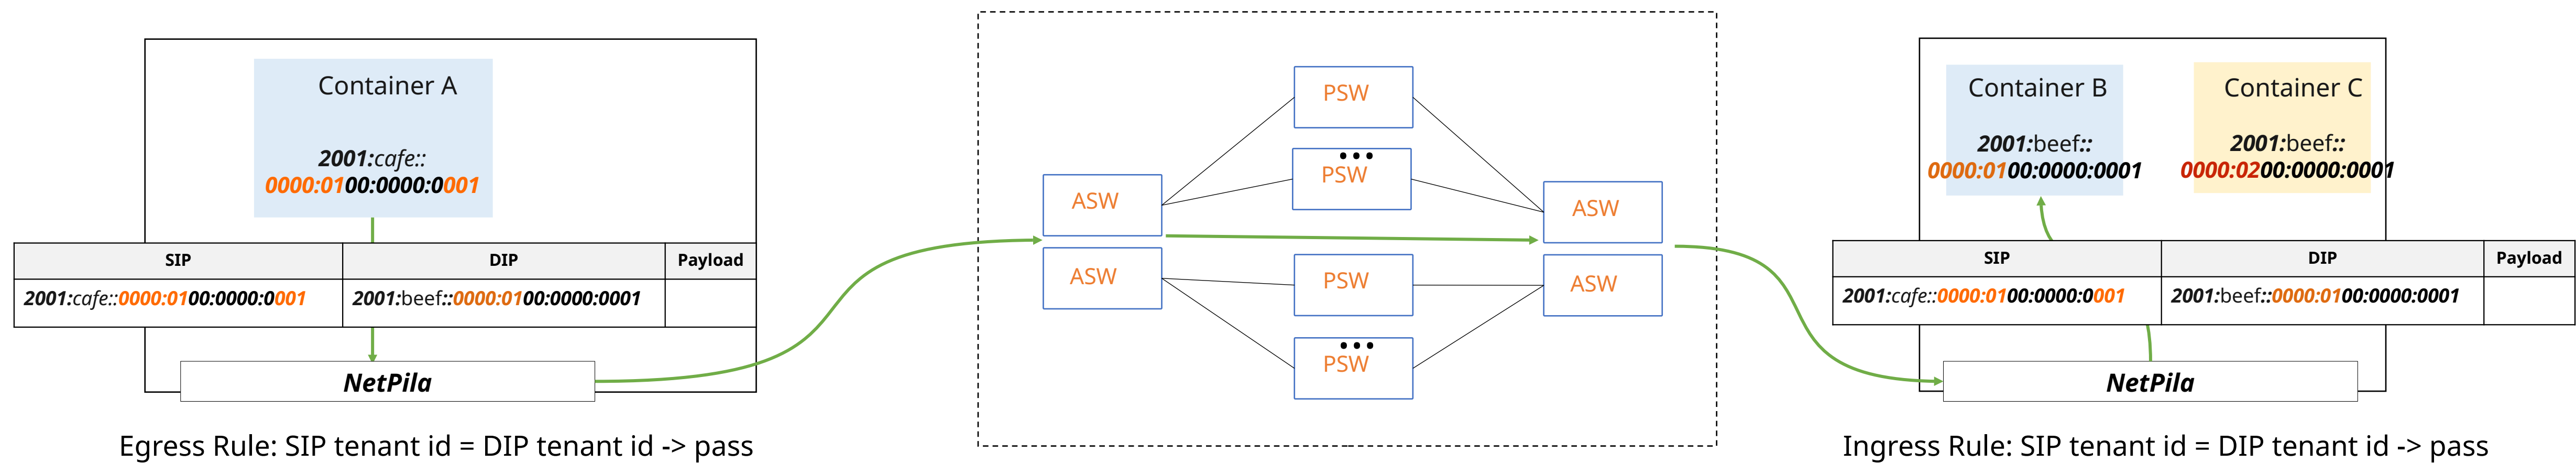 Container A
2001:cafe::
0000:0100:0000:0001
SIP DIP Payload
2001:cafe::0000:0100:0000:0001 2001:beef::0000:0100:0000:0001
NetPila
Egress Rule: SIP tenant id = DIP tenant id -> pass
PSW
PSW
ASW
ASW
ASW
ASW
PSW
PSW
Container B
2001:beef::
0000:0100:0000:0001
Container C
2001:beef::
0000:0200:0000:0001
SIP DIP Payload
2001:cafe::0000:0100:0000:0001 2001:beef::0000:0100:0000:0001
NetPila
Ingress Rule: SIP tenant id = DIP tenant id -> pass